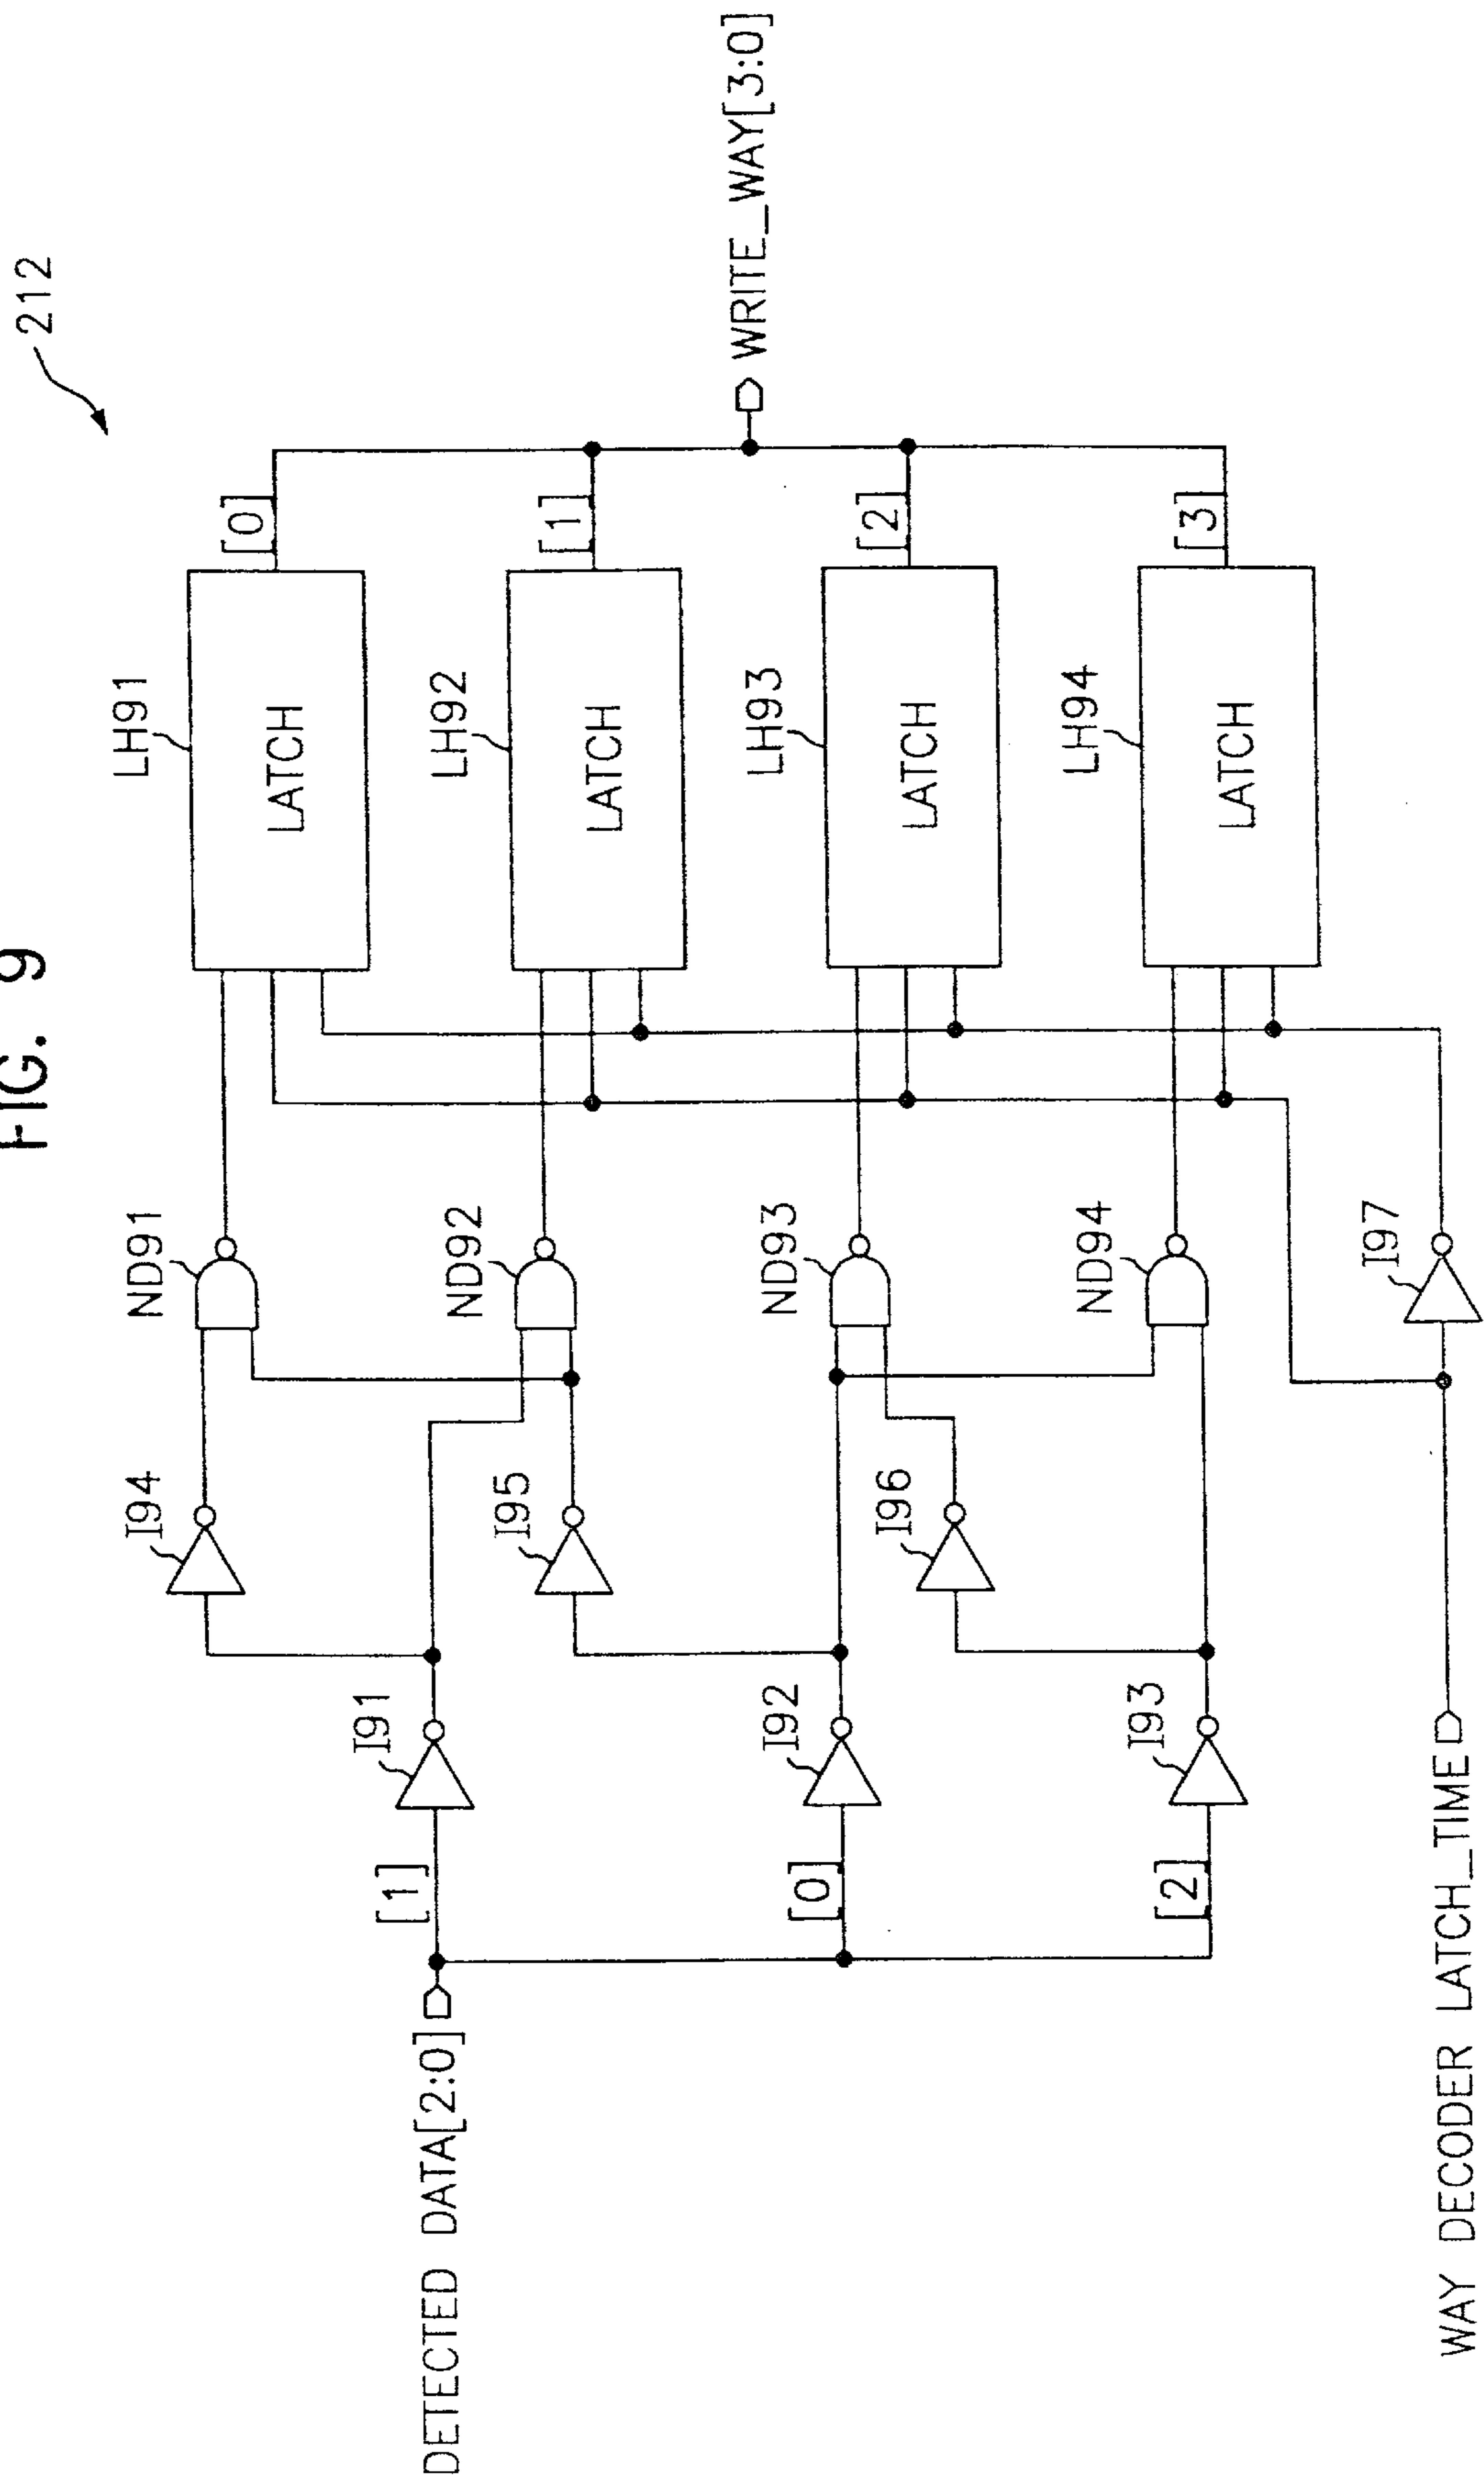 FIG. 9
212
DETECTED DATA[2:0]
[1]
[0]
[2]
I91
I92
I93
I94
I95
I96
ND91
ND92
ND93
ND94
LH91
LATCH
LH92
LATCH
LH93
LATCH
LH94
LATCH
[0]
[1]
[2]
[3]
WRITE_WAY[3:0]
WAY DECODER LATCH_TIME
I97